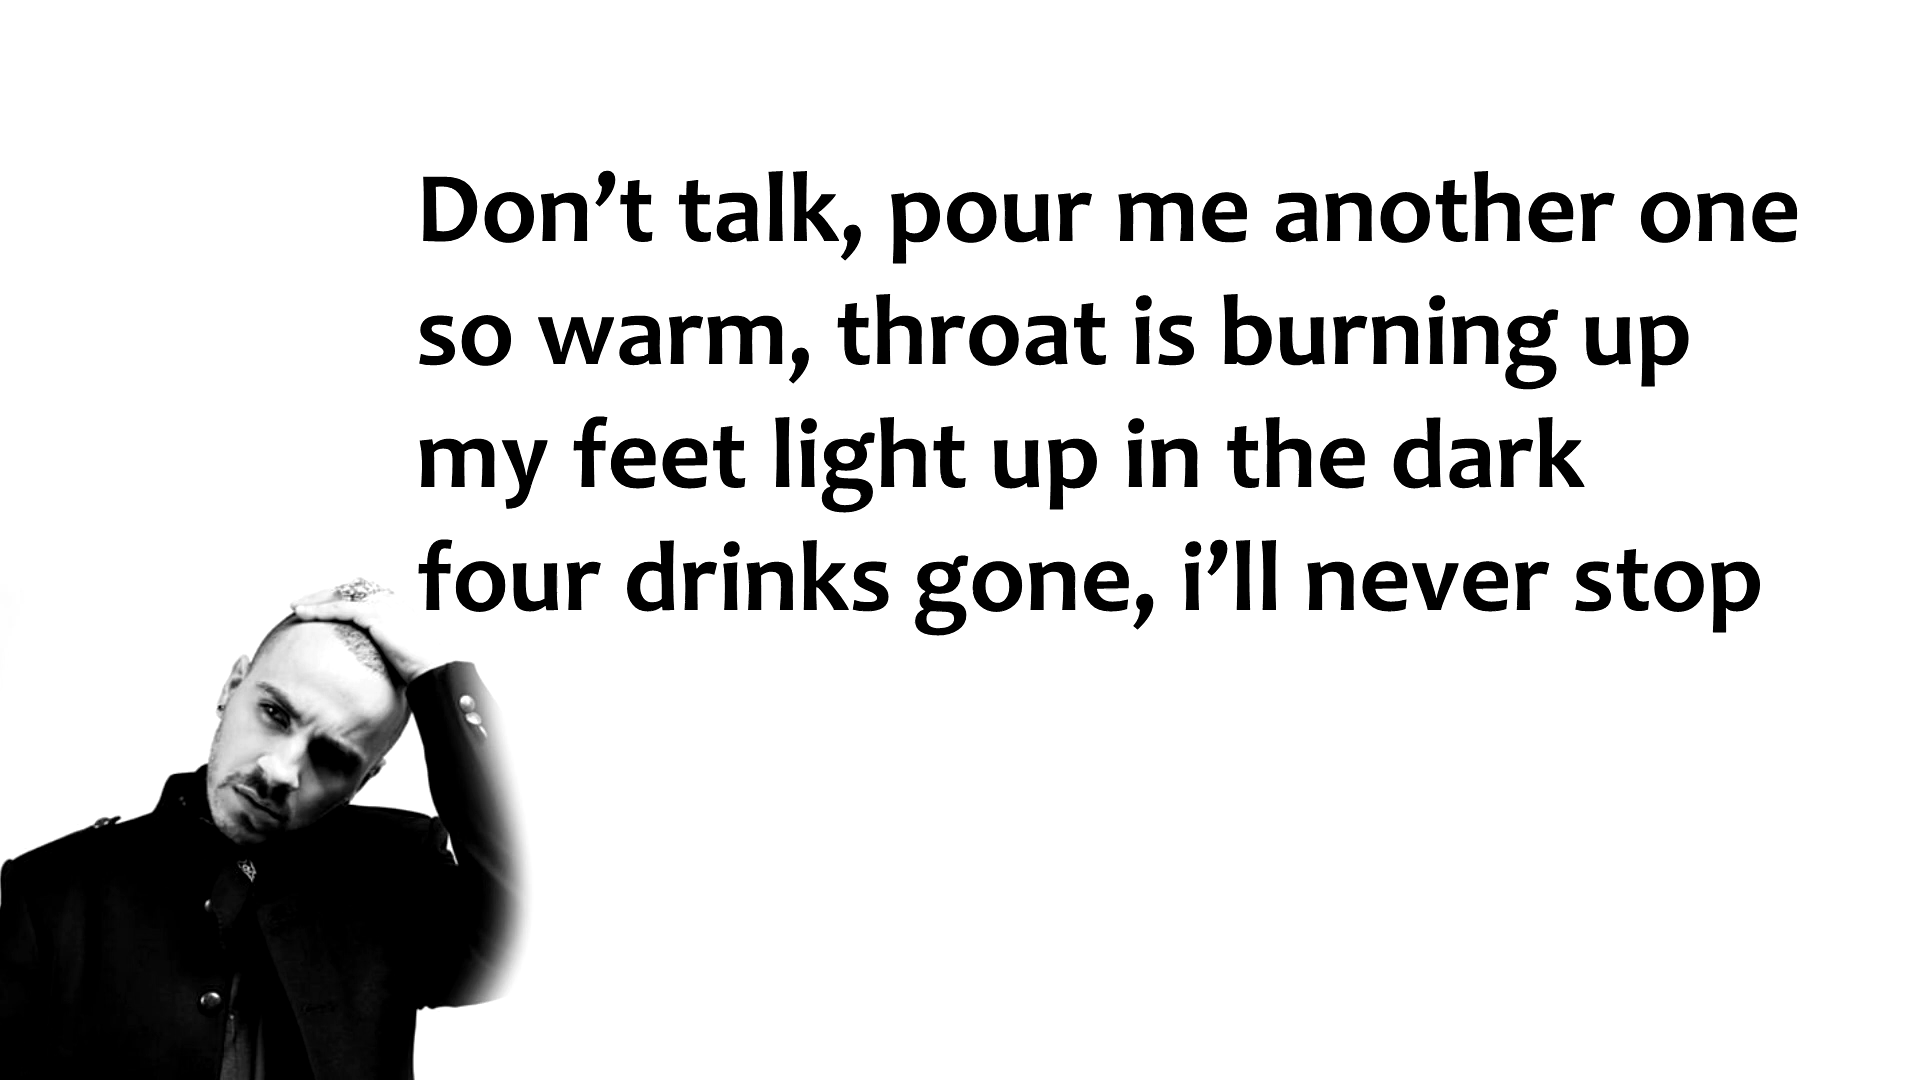 Don’t talk, pour me another one
so warm, throat is burning up
my feet light up in the dark
four drinks gone, i’ll never stop